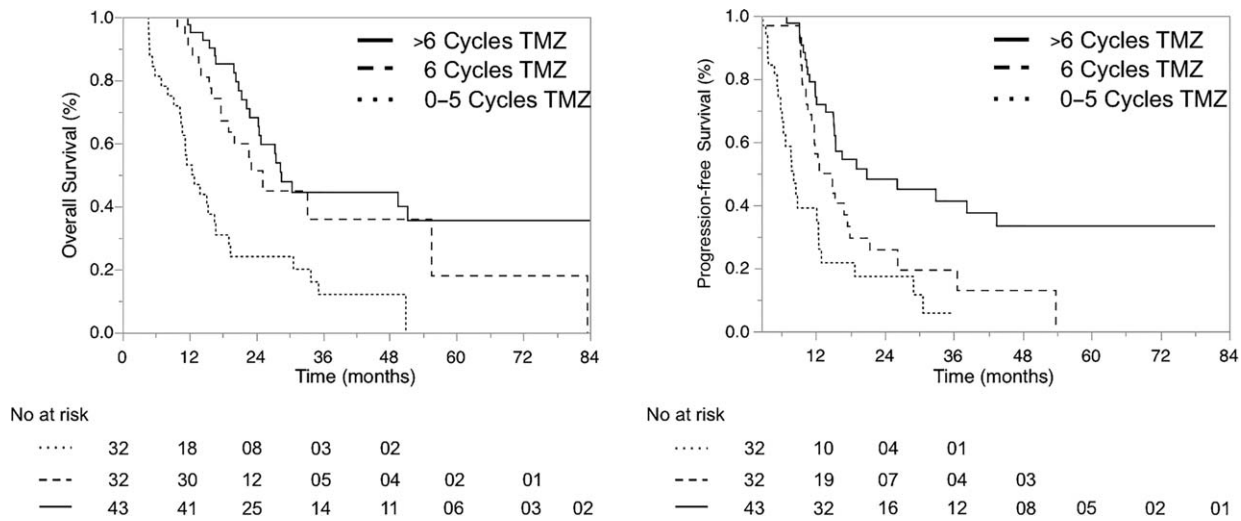 1.0
0.8
0.6
0.4
0.2
0.0
Overall Survival (%)
>6 Cycles TMZ
6 Cycles TMZ
0–5 Cycles TMZ
0 12 24 36 48 60 72 84
Time (months)
No at risk
32 18 08 03 02
32 30 12 05 04 02 01
43 41 25 14 11 06 03 02
1.0
0.8
0.6
0.4
0.2
0.0
Progression-free Survival (%)
>6 Cycles TMZ
6 Cycles TMZ
0–5 Cycles TMZ
12 24 36 48 60 72 84
Time (months)
No at risk
32 10 04 01
32 19 07 04 03
43 32 16 12 08 05 02 01